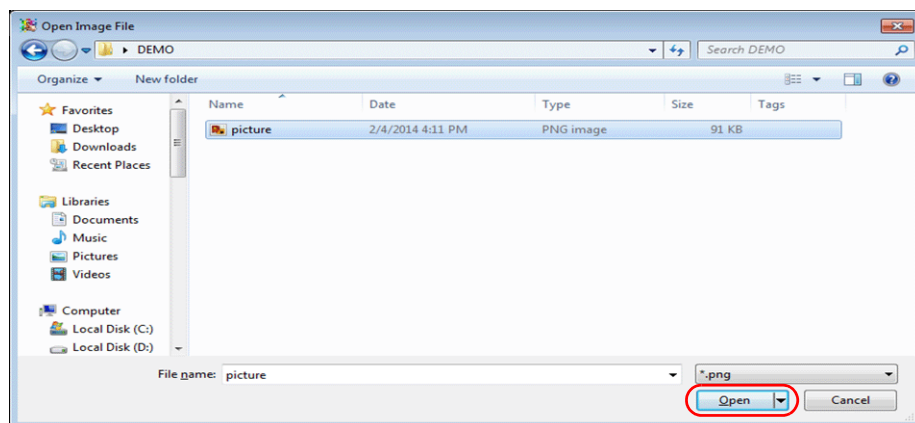 Open Image File
DEMO
Search DEMO
Organize
New folder
Favorites
Desktop
Downloads
Recent Places
Libraries
Documents
Music
Pictures
Videos
Computer
Local Disk (C:)
Local Disk (D:)
Name Date Type Size Tags
picture 2/4/2014 4:11 PM PNG image 91 KB
File name: picture
*.png
Open
Cancel